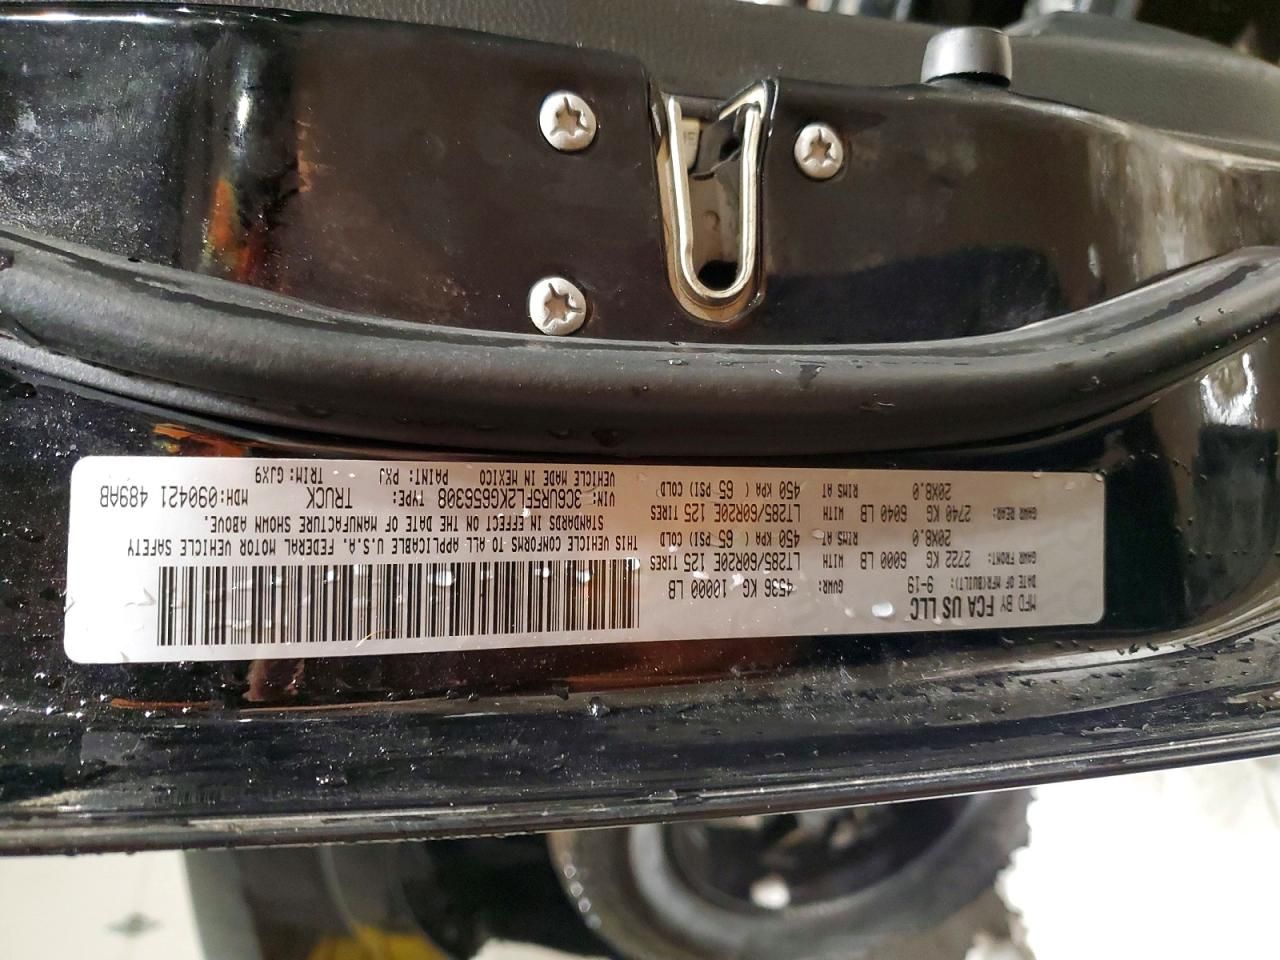 MFD BY FCA US LLC
DATE OF MFR(BUILT): 9-19 GVWR: 4536 KG 10000 LB
GAWR FRONT: 2722 KG 6000 LB WITH LT285/60R20E 125 TIRES
20X8.0 RIMS AT 450 KPA ( 65 PSI) COLD
GAWR REAR: 2740 KG 6040 LB WITH LT285/60R20E 125 TIRES
20X8.0 RIMS AT 450 KPA ( 65 PSI) COLD
THIS VEHICLE CONFORMS TO ALL APPLICABLE U.S.A. FEDERAL MOTOR VEHICLE SAFETY
STANDARDS IN EFFECT ON THE DATE OF MANUFACTURE SHOWN ABOVE.
VIN: 3C6UR5FL2KG656308 TYPE: TRUCK MDH: 090421 489AB
VEHICLE MADE IN MEXICO PAINT: PXJ TRIM: GJX9